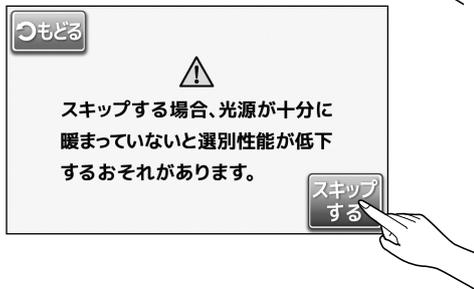 もどる
スキップする場合、光源が十分に
暖まっていないと選別性能が低下
するおそれがあります。
スキップ
する